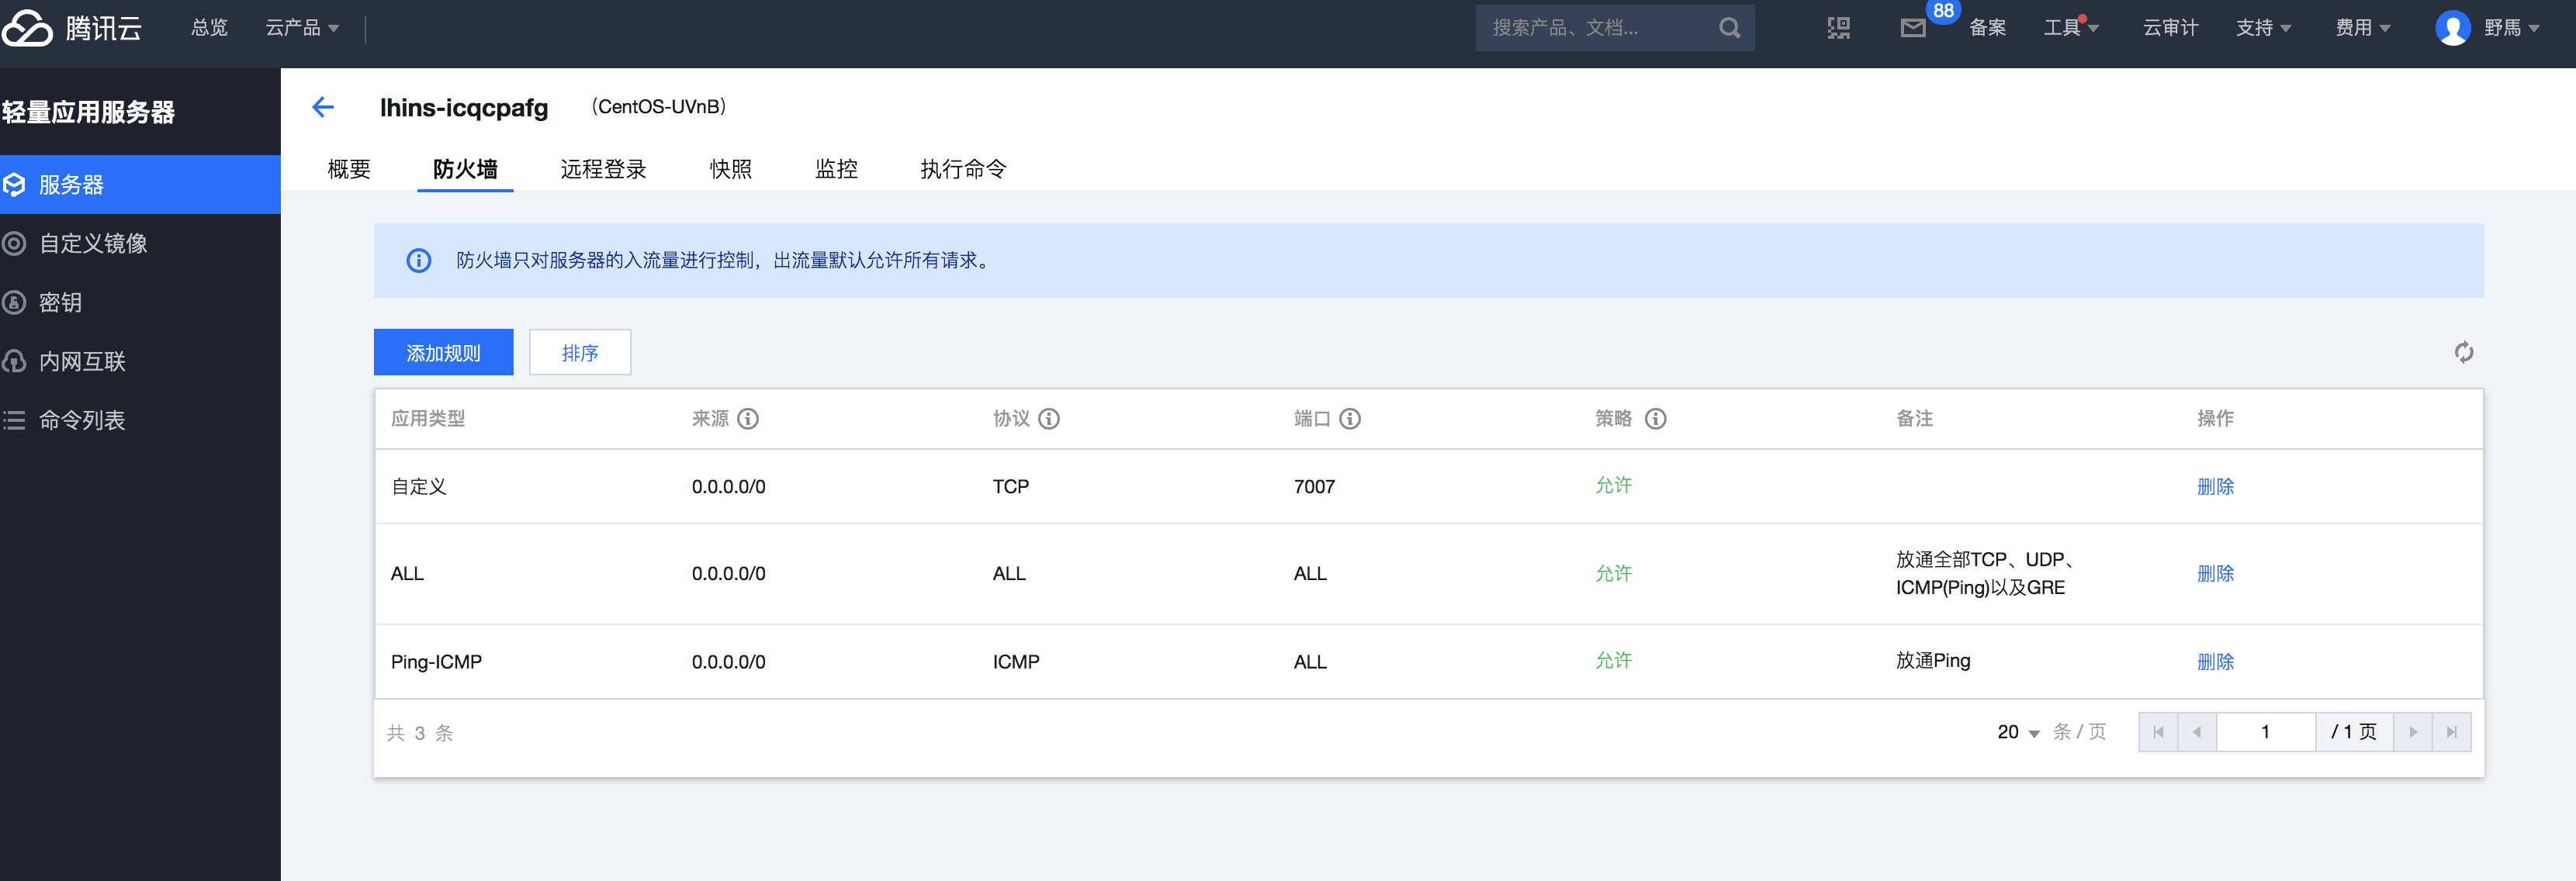 腾讯云 总览 云产品 搜索产品、文档... 88 备案 工具 云审计 支持 费用 野馬
轻量应用服务器
服务器
自定义镜像
密钥
内网互联
命令列表
lhins-icqcpafg （CentOS-UVnB）
概要 防火墙 远程登录 快照 监控 执行命令
防火墙只对服务器的入流量进行控制，出流量默认允许所有请求。
添加规则 排序
应用类型 来源 协议 端口 策略 备注 操作
自定义 0.0.0.0/0 TCP 7007 允许 删除
ALL 0.0.0.0/0 ALL ALL 允许 放通全部TCP、UDP、 删除
ICMP(Ping)以及GRE
Ping-ICMP 0.0.0.0/0 ICMP ALL 允许 放通Ping 删除
共 3 条 20 条 / 页 1 / 1 页